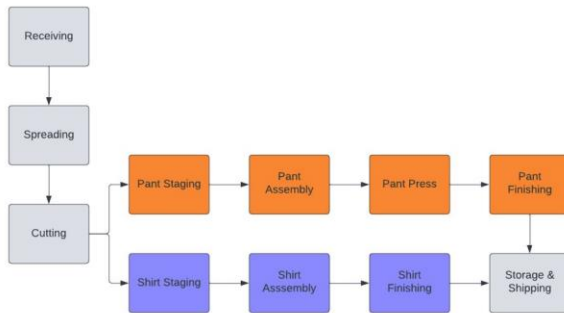 Receiving
Spreading
Cutting
Pant Staging
Pant
Assembly
Pant Press
Pant
Finishing
Shirt Staging
Shirt
Asssembly
Shirt
Finishing
Storage &
Shipping